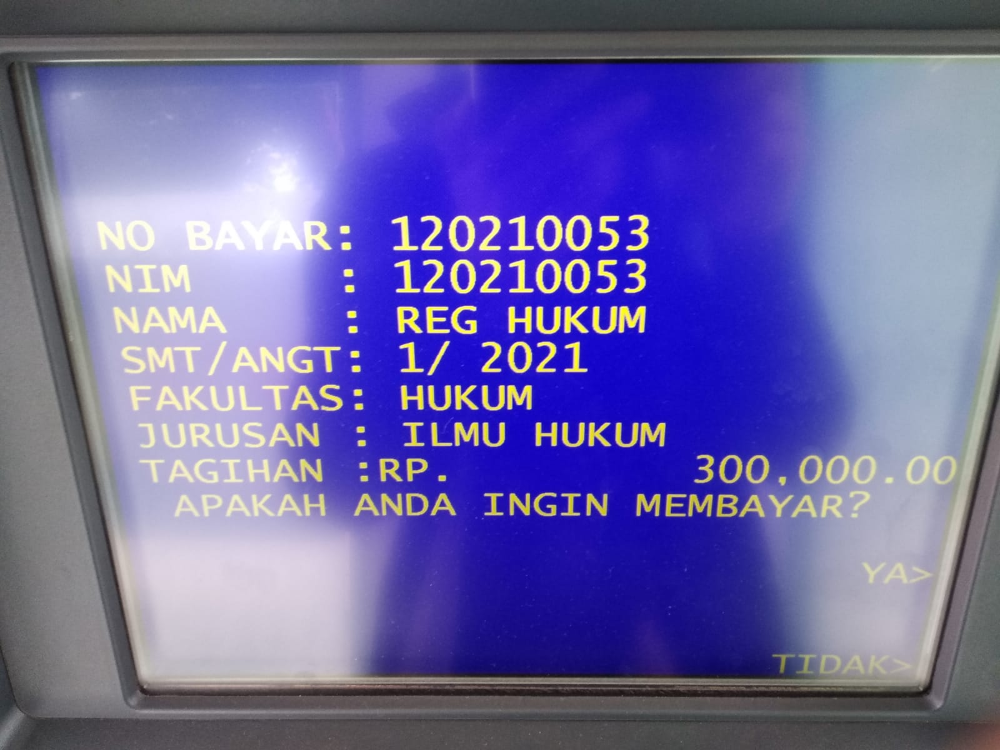 NO BAYAR: 120210053
NIM : 120210053
NAMA : REG HUKUM
SMT/ANGT: 1/ 2021
FAKULTAS: HUKUM
JURUSAN : ILMU HUKUM
TAGIHAN :RP. 300,000.00
APAKAH ANDA INGIN MEMBAYAR?
YA>
TIDAK>